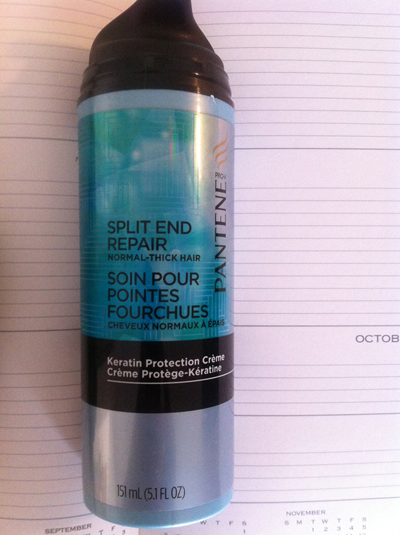 PRO-V
PANTENE
SPLIT END
REPAIR
NORMAL-THICK HAIR
SOIN POUR
POINTES
FOURCHUES
CHEVEUX NORMAUX À ÉPAIS
Keratin Protection Crème
Crème Protège-Kératine
151 mL (5.1 FL OZ)
OCTOB
SEPTEMBER
T F S
NOVEMBER
S M T W T F S
1 2 3 4 5